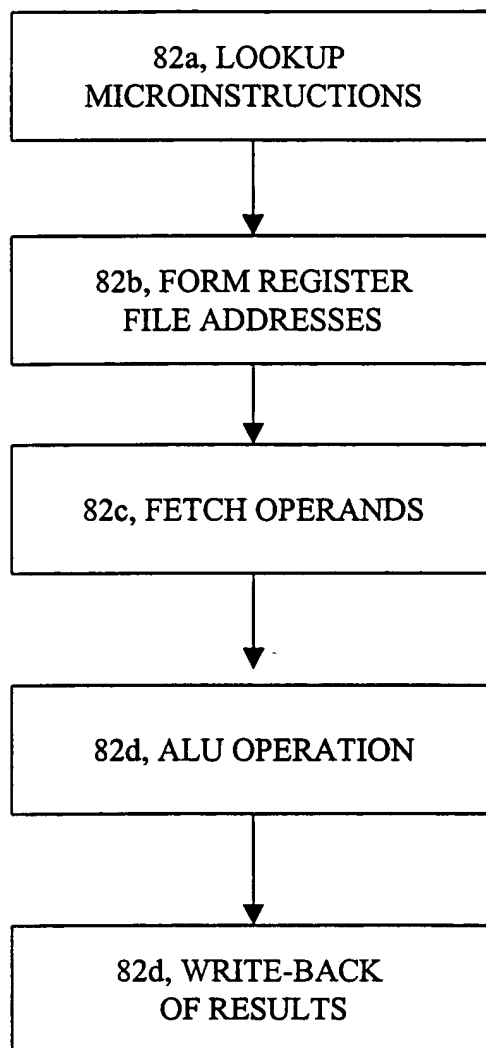 82a, LOOKUP
MICROINSTRUCTIONS
82b, FORM REGISTER
FILE ADDRESSES
82c, FETCH OPERANDS
82d, ALU OPERATION
82d, WRITE-BACK
OF RESULTS